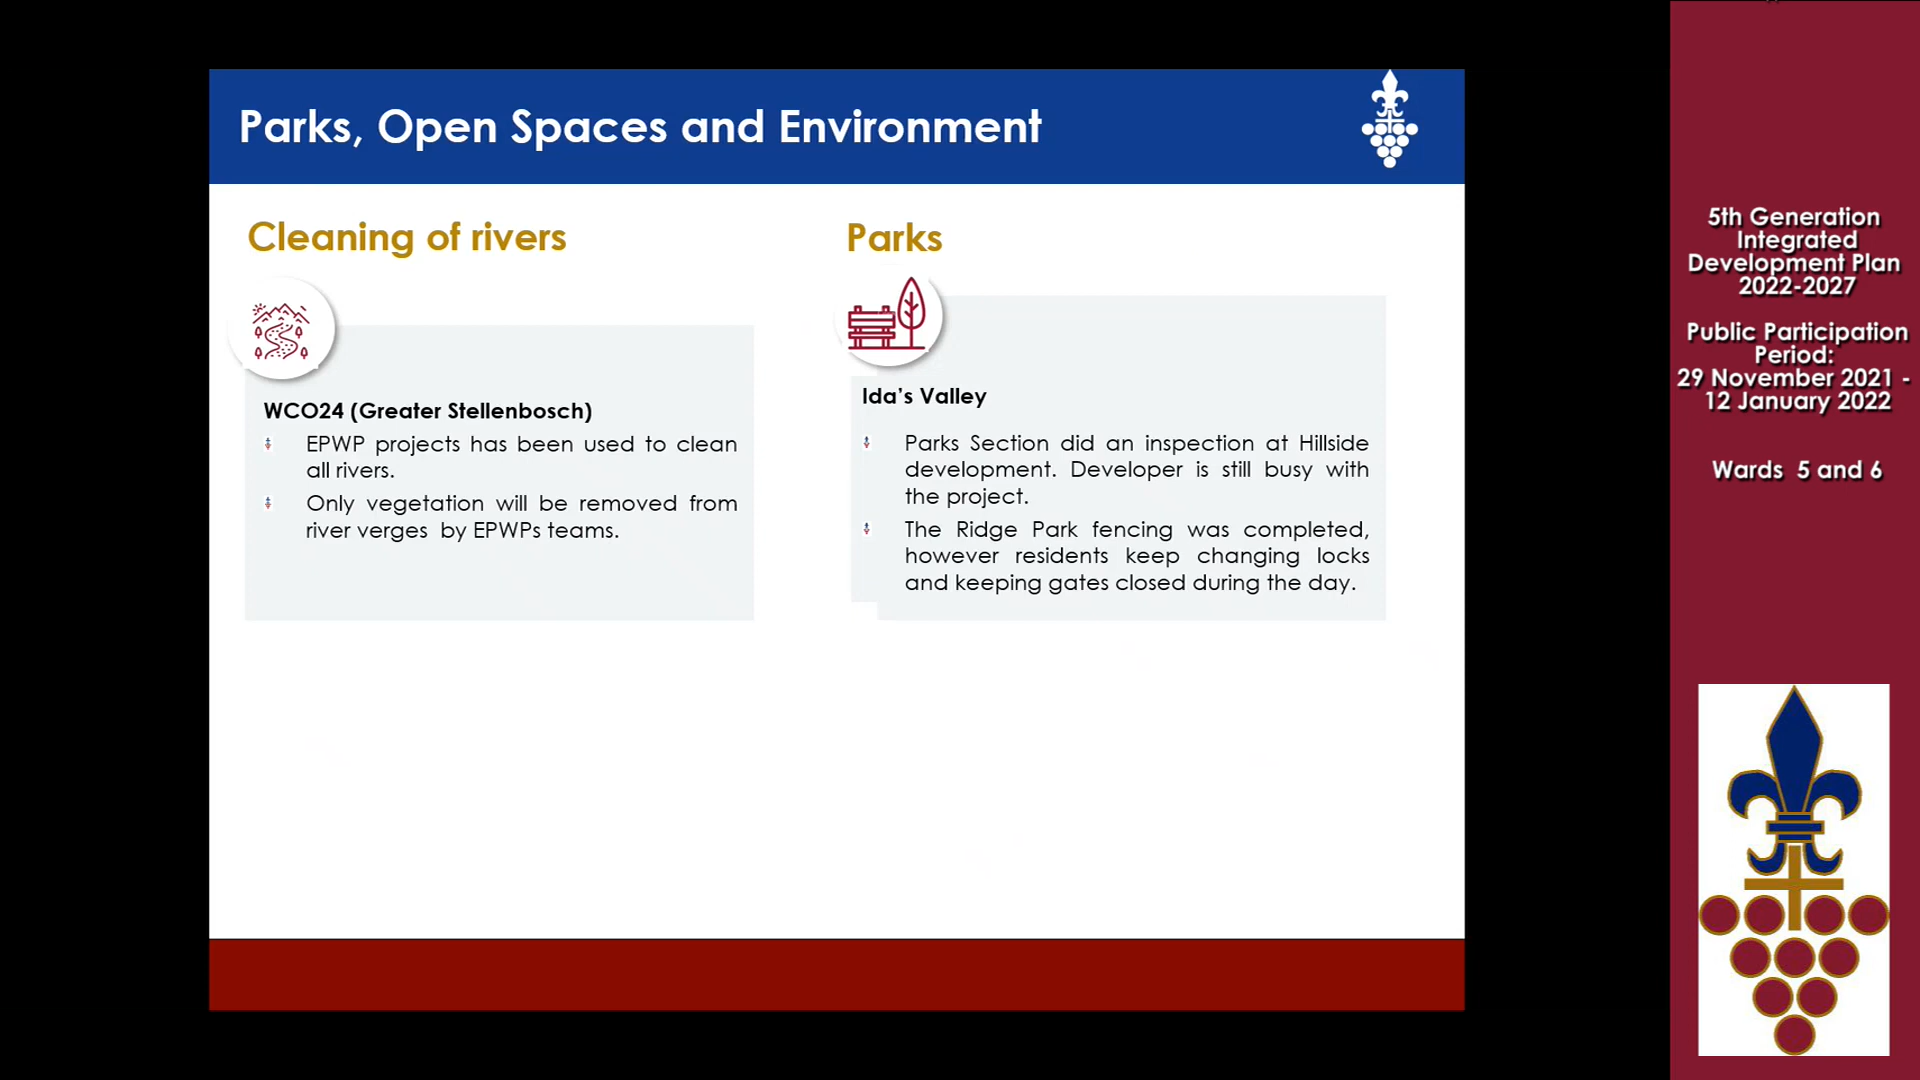 Parks, Open Spaces and Environment
Cleaning of rivers
WCO24 (Greater Stellenbosch)
EPWP projects has been used to clean
all rivers.
Only vegetation will be removed from
river verges by EPWPs teams.
Parks
Ida's Valley
Parks Section did an inspection at Hillside
development. Developer is still busy with
the project.
The Ridge Park fencing was completed,
however residents keep changing locks
and keeping gates closed during the day.
5th Generation
Integrated
Development Plan
2022-2027
Public Participation
Period:
29 November 2021 -
12 January 2022
Wards 5 and 6